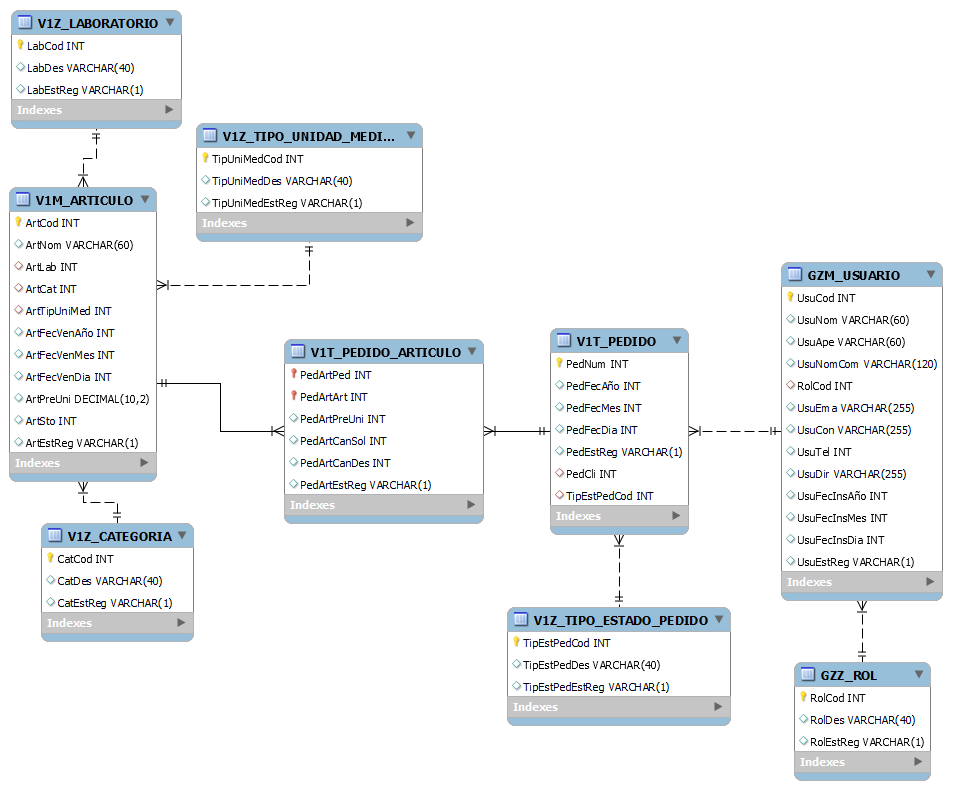 V1Z_LABORATORIO
LabCod INT
LabDes VARCHAR(40)
LabEstReg VARCHAR(1)
Indexes
V1Z_TIPO_UNIDAD_MEDI...
TipUniMedCod INT
TipUniMedDes VARCHAR(40)
TipUniMedEstReg VARCHAR(1)
Indexes
V1M_ARTICULO
ArtCod INT
ArtNom VARCHAR(60)
ArtLab INT
ArtCat INT
ArtTipUniMed INT
ArtFecVenAño INT
ArtFecVenMes INT
ArtFecVenDia INT
ArtPreUni DECIMAL(10,2)
ArtSto INT
ArtEstReg VARCHAR(1)
Indexes
V1Z_CATEGORIA
CatCod INT
CatDes VARCHAR(40)
CatEstReg VARCHAR(1)
Indexes
V1T_PEDIDO_ARTICULO
PedArtPed INT
PedArtArt INT
PedArtPreUni INT
PedArtCanSol INT
PedArtCanDes INT
PedArtEstReg VARCHAR(1)
Indexes
V1T_PEDIDO
PedNum INT
PedFecAño INT
PedFecMes INT
PedFecDia INT
PedEstReg VARCHAR(1)
PedCli INT
TipEstPedCod INT
Indexes
V1Z_TIPO_ESTADO_PEDIDO
TipEstPedCod INT
TipEstPedDes VARCHAR(40)
TipEstPedEstReg VARCHAR(1)
Indexes
GZM_USUARIO
UsuCod INT
UsuNom VARCHAR(60)
UsuApe VARCHAR(60)
UsuNomCom VARCHAR(120)
RolCod INT
UsuEma VARCHAR(255)
UsuCon VARCHAR(255)
UsuTel INT
UsuDir VARCHAR(255)
UsuFecInsAño INT
UsuFecInsMes INT
UsuFecInsDia INT
UsuEstReg VARCHAR(1)
Indexes
GZZ_ROL
RolCod INT
RolDes VARCHAR(40)
RolEstReg VARCHAR(1)
Indexes